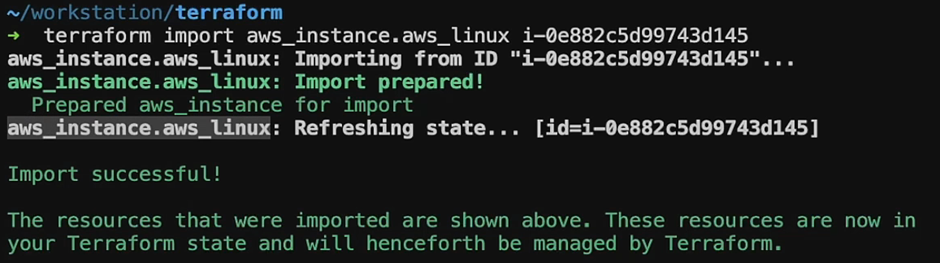 ~/workstation/terraform
→ terraform import aws_instance.aws_linux i-0e882c5d99743d145
aws_instance.aws_linux: Importing from ID "i-0e882c5d99743d145"...
aws_instance.aws_linux: Import prepared!
  Prepared aws_instance for import
aws_instance.aws_linux: Refreshing state... [id=i-0e882c5d99743d145]
Import successful!
The resources that were imported are shown above. These resources are now in
your Terraform state and will henceforth be managed by Terraform.